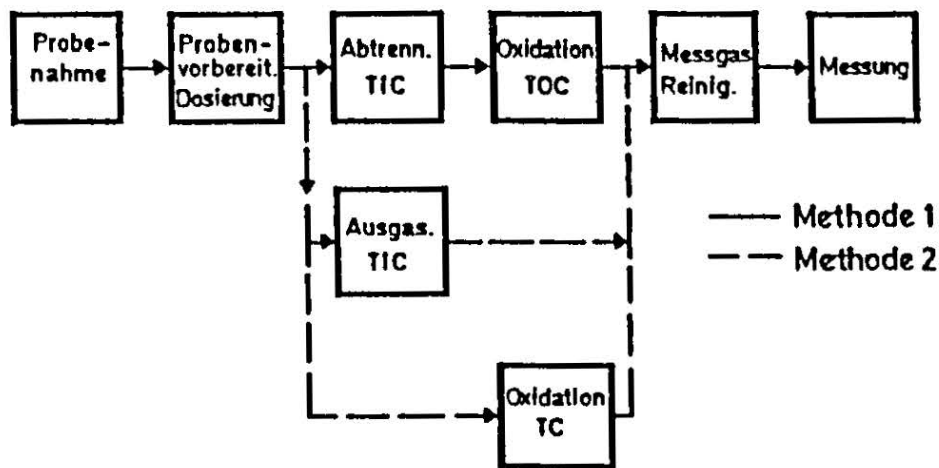 Probe-
nahme
Proben-
vorbereit.
Dosierung
Abtrenn.
TIC
Oxidation
TOC
Messgas
Reinig.
Messung
Ausgas.
TIC
Methode 1
Methode 2
Oxidation
TC